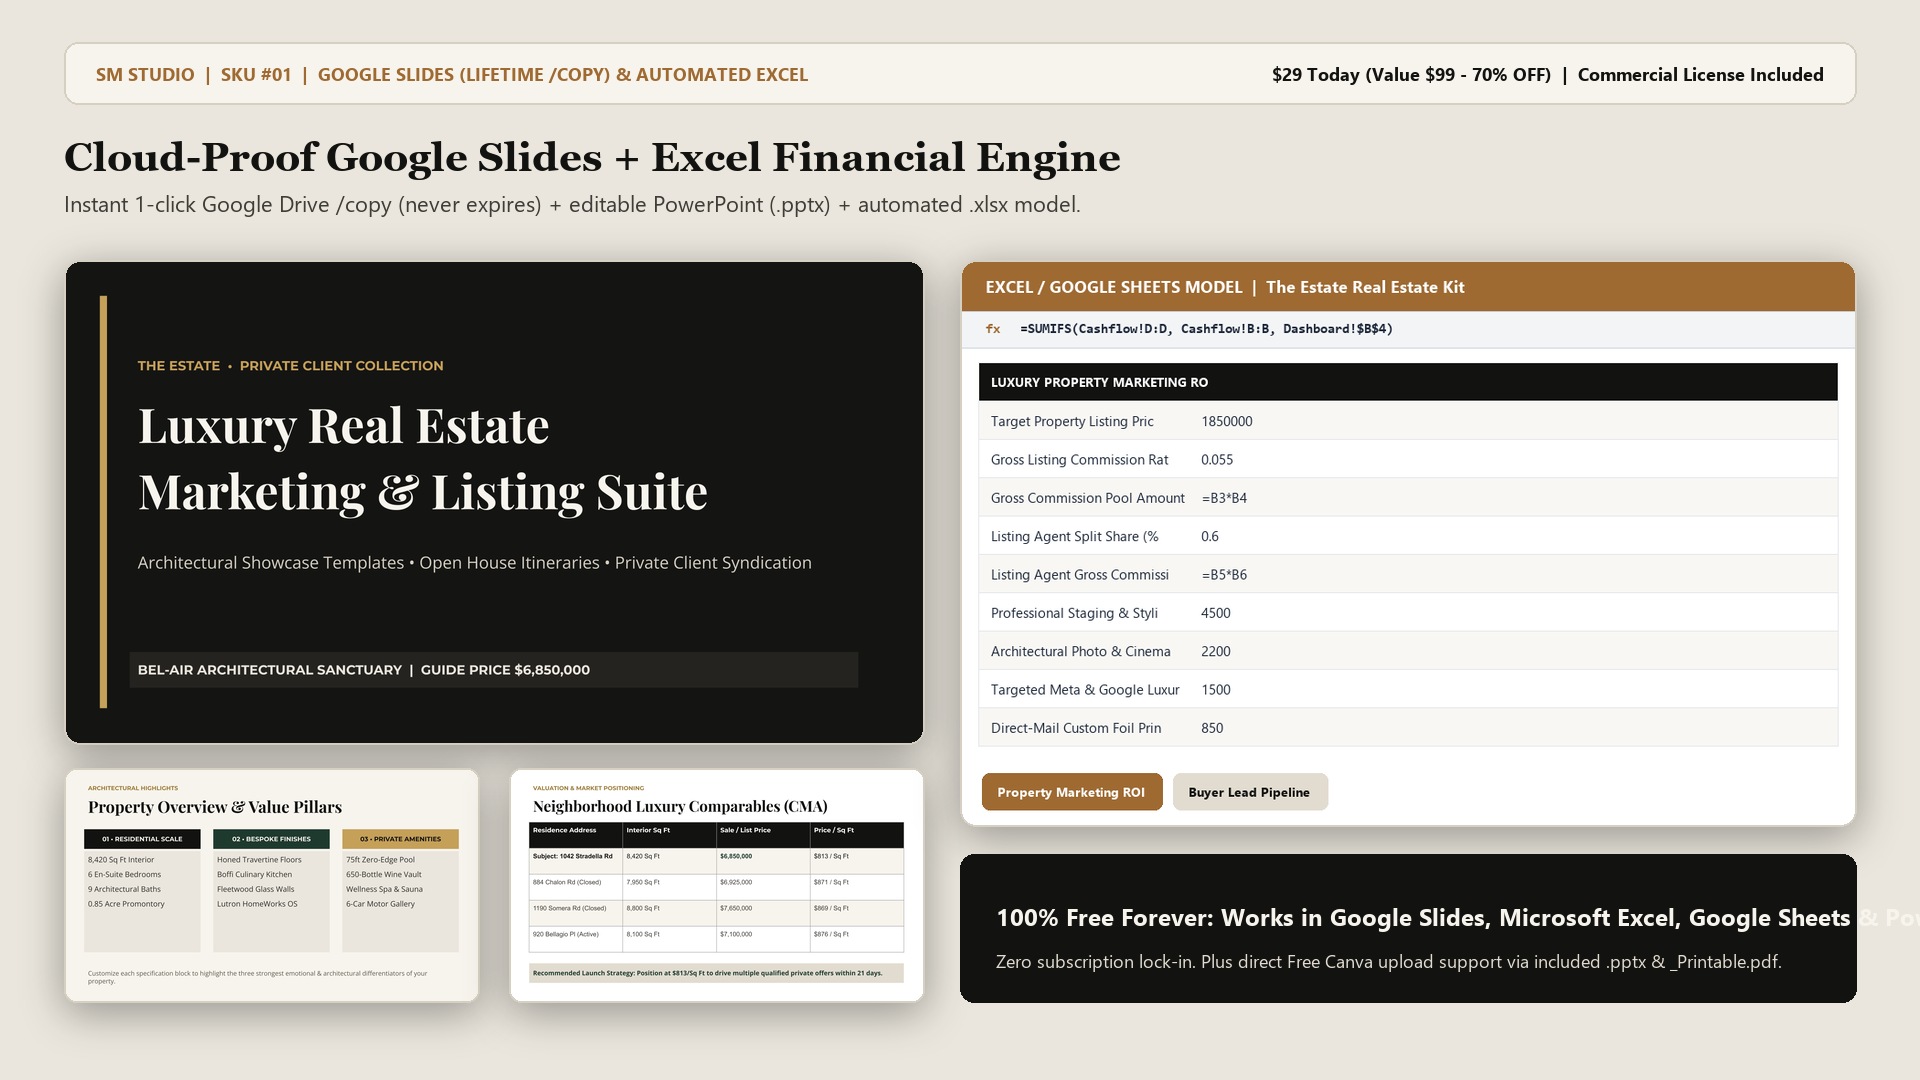 SM STUDIO | SKU #01 | GOOGLE SLIDES (LIFETIME /COPY) & AUTOMATED EXCEL
$29 Today (Value $99 - 70% OFF) | Commercial License Included
Cloud-Proof Google Slides + Excel Financial Engine
Instant 1-click Google Drive /copy (never expires) + editable PowerPoint (.pptx) + automated .xlsx model.
THE ESTATE • PRIVATE CLIENT COLLECTION
Luxury Real Estate
Marketing & Listing Suite
Architectural Showcase Templates • Open House Itineraries • Private Client Syndication
BEL-AIR ARCHITECTURAL SANCTUARY | GUIDE PRICE $6,850,000
ARCHITECTURAL HIGHLIGHTS
Property Overview & Value Pillars
01 • RESIDENTIAL SCALE
8,420 Sq Ft Interior
6 En-Suite Bedrooms
9 Architectural Baths
0.85 Acre Promontory
02 • BESPOKE FINISHES
Honed Travertine Floors
Boffi Culinary Kitchen
Fleetwood Glass Walls
Lutron HomeWorks OS
03 • PRIVATE AMENITIES
75ft Zero-Edge Pool
650-Bottle Wine Vault
Wellness Spa & Sauna
6-Car Motor Gallery
Customize each specification block to highlight the three strongest emotional & architectural differentiators of your
property.
VALUATION & MARKET POSITIONING
Neighborhood Luxury Comparables (CMA)
Residence Address Interior Sq Ft Sale / List Price Price / Sq Ft
Subject: 1042 Stradella Rd 8,420 Sq Ft $6,850,000 $813 / Sq Ft
884 Chalon Rd (Closed) 7,950 Sq Ft $6,925,000 $871 / Sq Ft
1190 Somera Rd (Closed) 8,800 Sq Ft $7,650,000 $869 / Sq Ft
920 Bellagio Pl (Active) 8,100 Sq Ft $7,100,000 $876 / Sq Ft
Recommended Launch Strategy: Position at $813/Sq Ft to drive multiple qualified private offers within 21 days.
EXCEL / GOOGLE SHEETS MODEL | The Estate Real Estate Kit
fx =SUMIFS(Cashflow!D:D, Cashflow!B:B, Dashboard!$B$4)
LUXURY PROPERTY MARKETING RO
Target Property Listing Pric 1850000
Gross Listing Commission Rat 0.055
Gross Commission Pool Amount =B3*B4
Listing Agent Split Share (% 0.6
Listing Agent Gross Commissi =B5*B6
Professional Staging & Styli 4500
Architectural Photo & Cinema 2200
Targeted Meta & Google Luxur 1500
Direct-Mail Custom Foil Prin 850
Property Marketing ROI
Buyer Lead Pipeline
100% Free Forever: Works in Google Slides, Microsoft Excel, Google Sheets &
Zero subscription lock-in. Plus direct Free Canva upload support via included .pptx & _Printable.pdf.